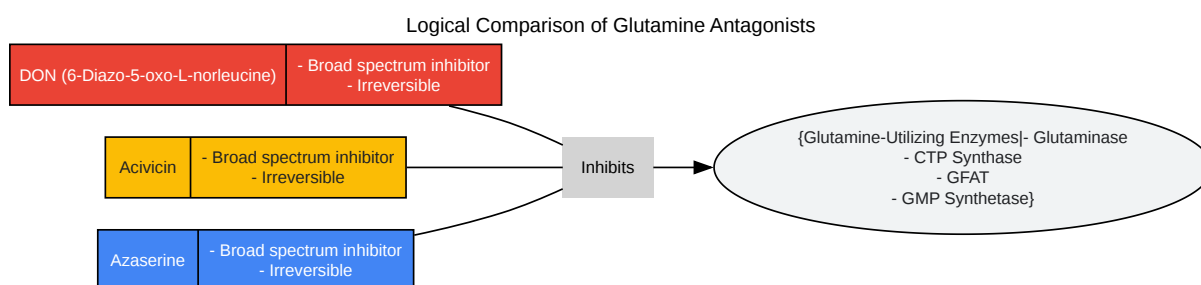 Logical Comparison of Glutamine Antagonists
DON (6-Diazo-5-oxo-L-norleucine)
- Broad spectrum inhibitor
- Irreversible
Acivicin
- Broad spectrum inhibitor
- Irreversible
Azaserine
- Broad spectrum inhibitor
- Irreversible
Inhibits
{Glutamine-Utilizing Enzymes|- Glutaminase
- CTP Synthase
- GFAT
- GMP Synthetase}